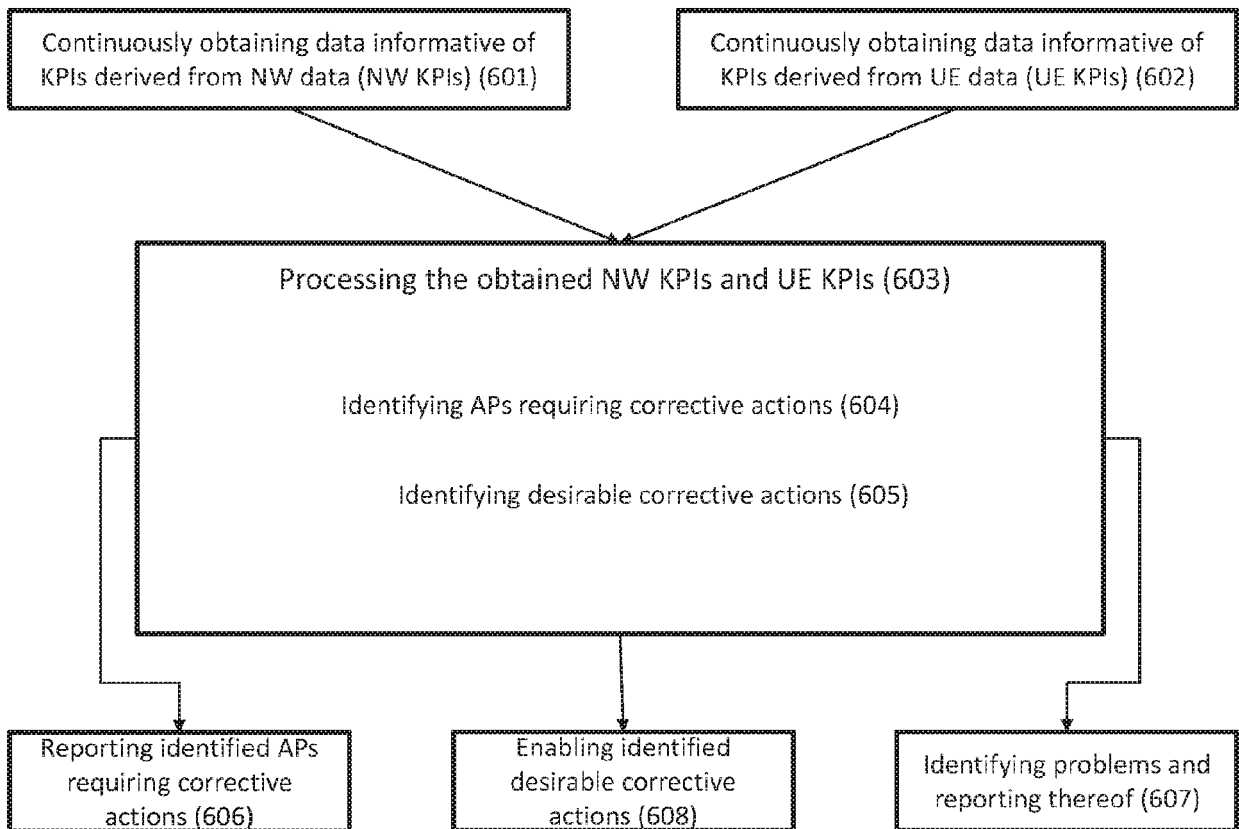 Continuously obtaining data informative of
KPIs derived from NW data (NW KPIs) (601)
Continuously obtaining data informative of
KPIs derived from UE data (UE KPIs) (602)
Processing the obtained NW KPIs and UE KPIs (603)
Identifying APs requiring corrective actions (604)
Identifying desirable corrective actions (605)
Reporting identified APs
requiring corrective
actions (606)
Enabling identified
desirable corrective
actions (608)
Identifying problems and
reporting thereof (607)